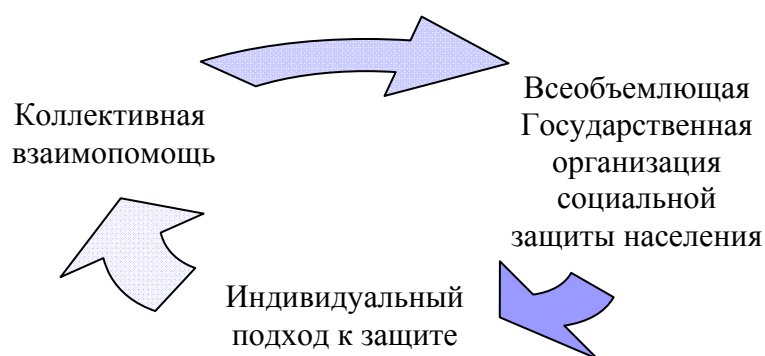 Коллективная
взаимопомощь
Всеобъемлющая
Государственная
организация
социальной
защиты населения
Индивидуальный
подход к защите